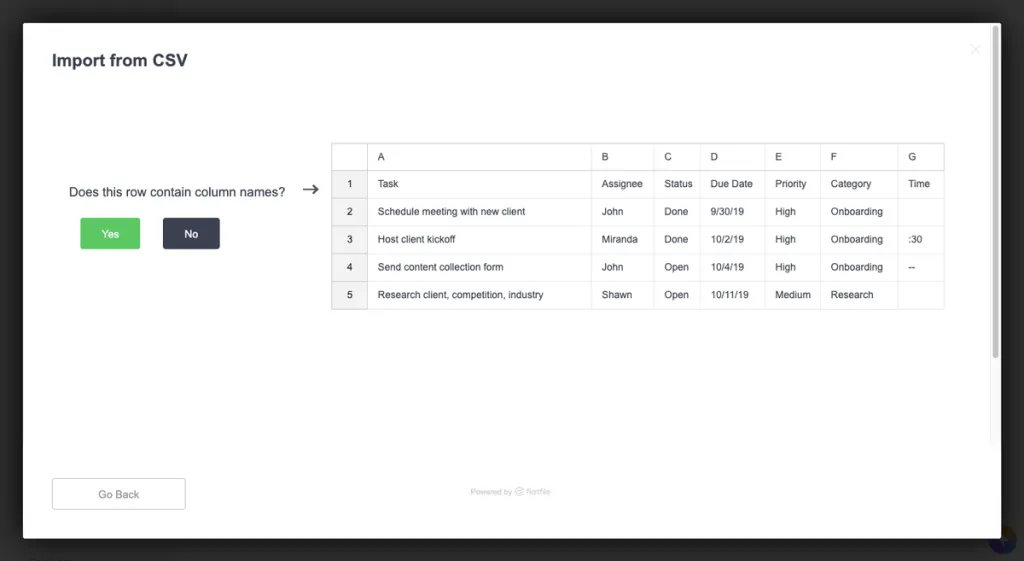 Import from CSV
Does this row contain column names?
Yes No
A B C D E F G
1 Task Assignee Status Due Date Priority Category Time
2 Schedule meeting with new client John Done 9/30/19 High Onboarding
3 Host client kickoff Miranda Done 10/2/19 High Onboarding :30
4 Send content collection form John Open 10/4/19 High Onboarding --
5 Research client, competition, industry Shawn Open 10/11/19 Medium Research
Go Back
Powered by flatfile